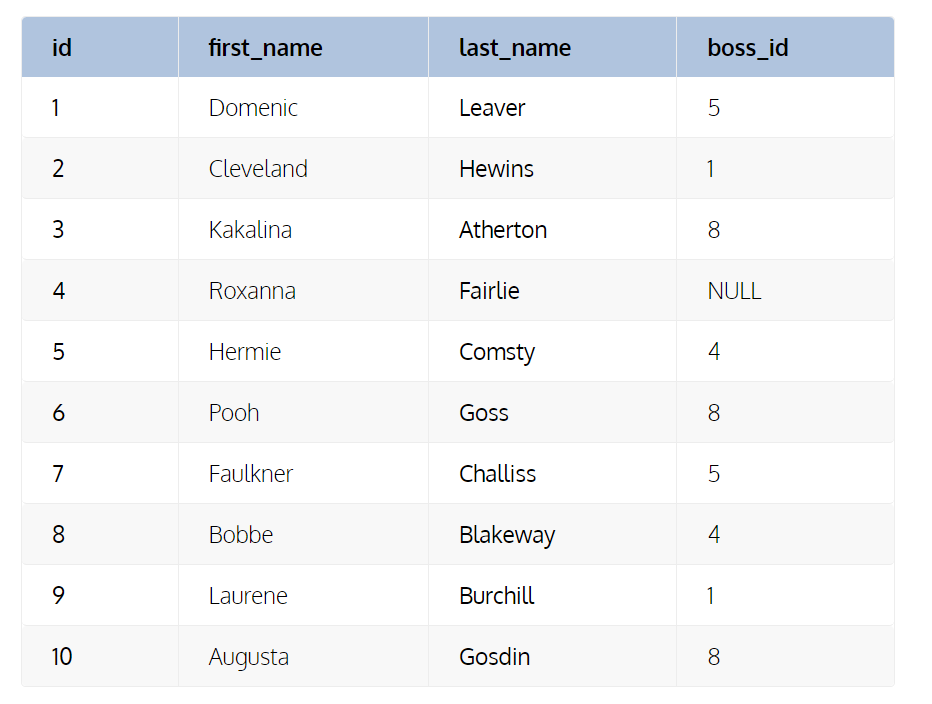 id first_name last_name boss_id
1 Domenic Leaver 5
2 Cleveland Hewins 1
3 Kakalina Atherton 8
4 Roxanna Fairlie NULL
5 Hermie Comsty 4
6 Pooh Goss 8
7 Faulkner Challiss 5
8 Bobbe Blakeway 4
9 Laurene Burchill 1
10 Augusta Gosdin 8